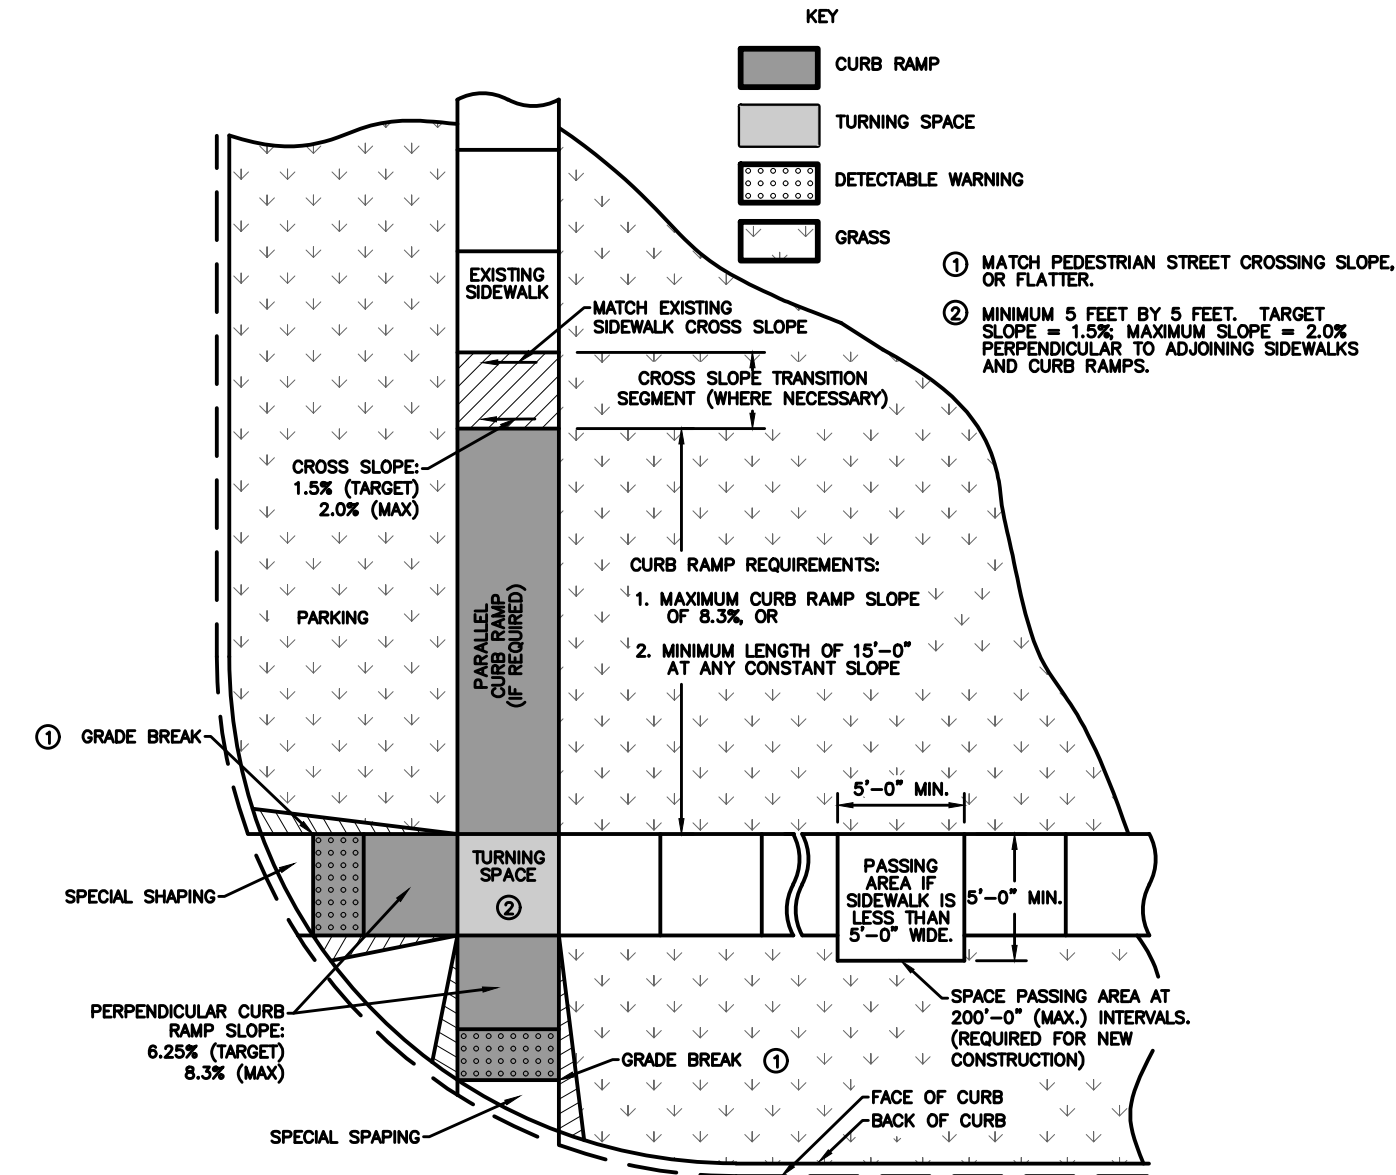 KEY
CURB RAMP
TURNING SPACE
DETECTABLE WARNING
GRASS
① MATCH PEDESTRIAN STREET CROSSING SLOPE,
OR FLATTER.
② MINIMUM 5 FEET BY 5 FEET. TARGET
SLOPE = 1.5%; MAXIMUM SLOPE = 2.0%
PERPENDICULAR TO ADJOINING SIDEWALKS
AND CURB RAMPS.
EXISTING
SIDEWALK
MATCH EXISTING
SIDEWALK CROSS SLOPE
CROSS SLOPE TRANSITION
SEGMENT (WHERE NECESSARY)
CROSS SLOPE:
1.5% (TARGET)
2.0% (MAX)
CURB RAMP REQUIREMENTS:
1. MAXIMUM CURB RAMP SLOPE
OF 8.3%, OR
2. MINIMUM LENGTH OF 15'-0"
AT ANY CONSTANT SLOPE
PARKING
PARALLEL
CURB RAMP
(IF REQUIRED)
① GRADE BREAK
5'-0" MIN.
TURNING
SPACE
②
PASSING
AREA IF
SIDEWALK IS
LESS THAN
5'-0" WIDE.
5'-0" MIN.
SPECIAL SHAPING
PERPENDICULAR CURB
RAMP SLOPE:
6.25% (TARGET)
8.3% (MAX)
SPACE PASSING AREA AT
200'-0" (MAX.) INTERVALS.
(REQUIRED FOR NEW
CONSTRUCTION)
GRADE BREAK ①
FACE OF CURB
BACK OF CURB
SPECIAL SPAPING